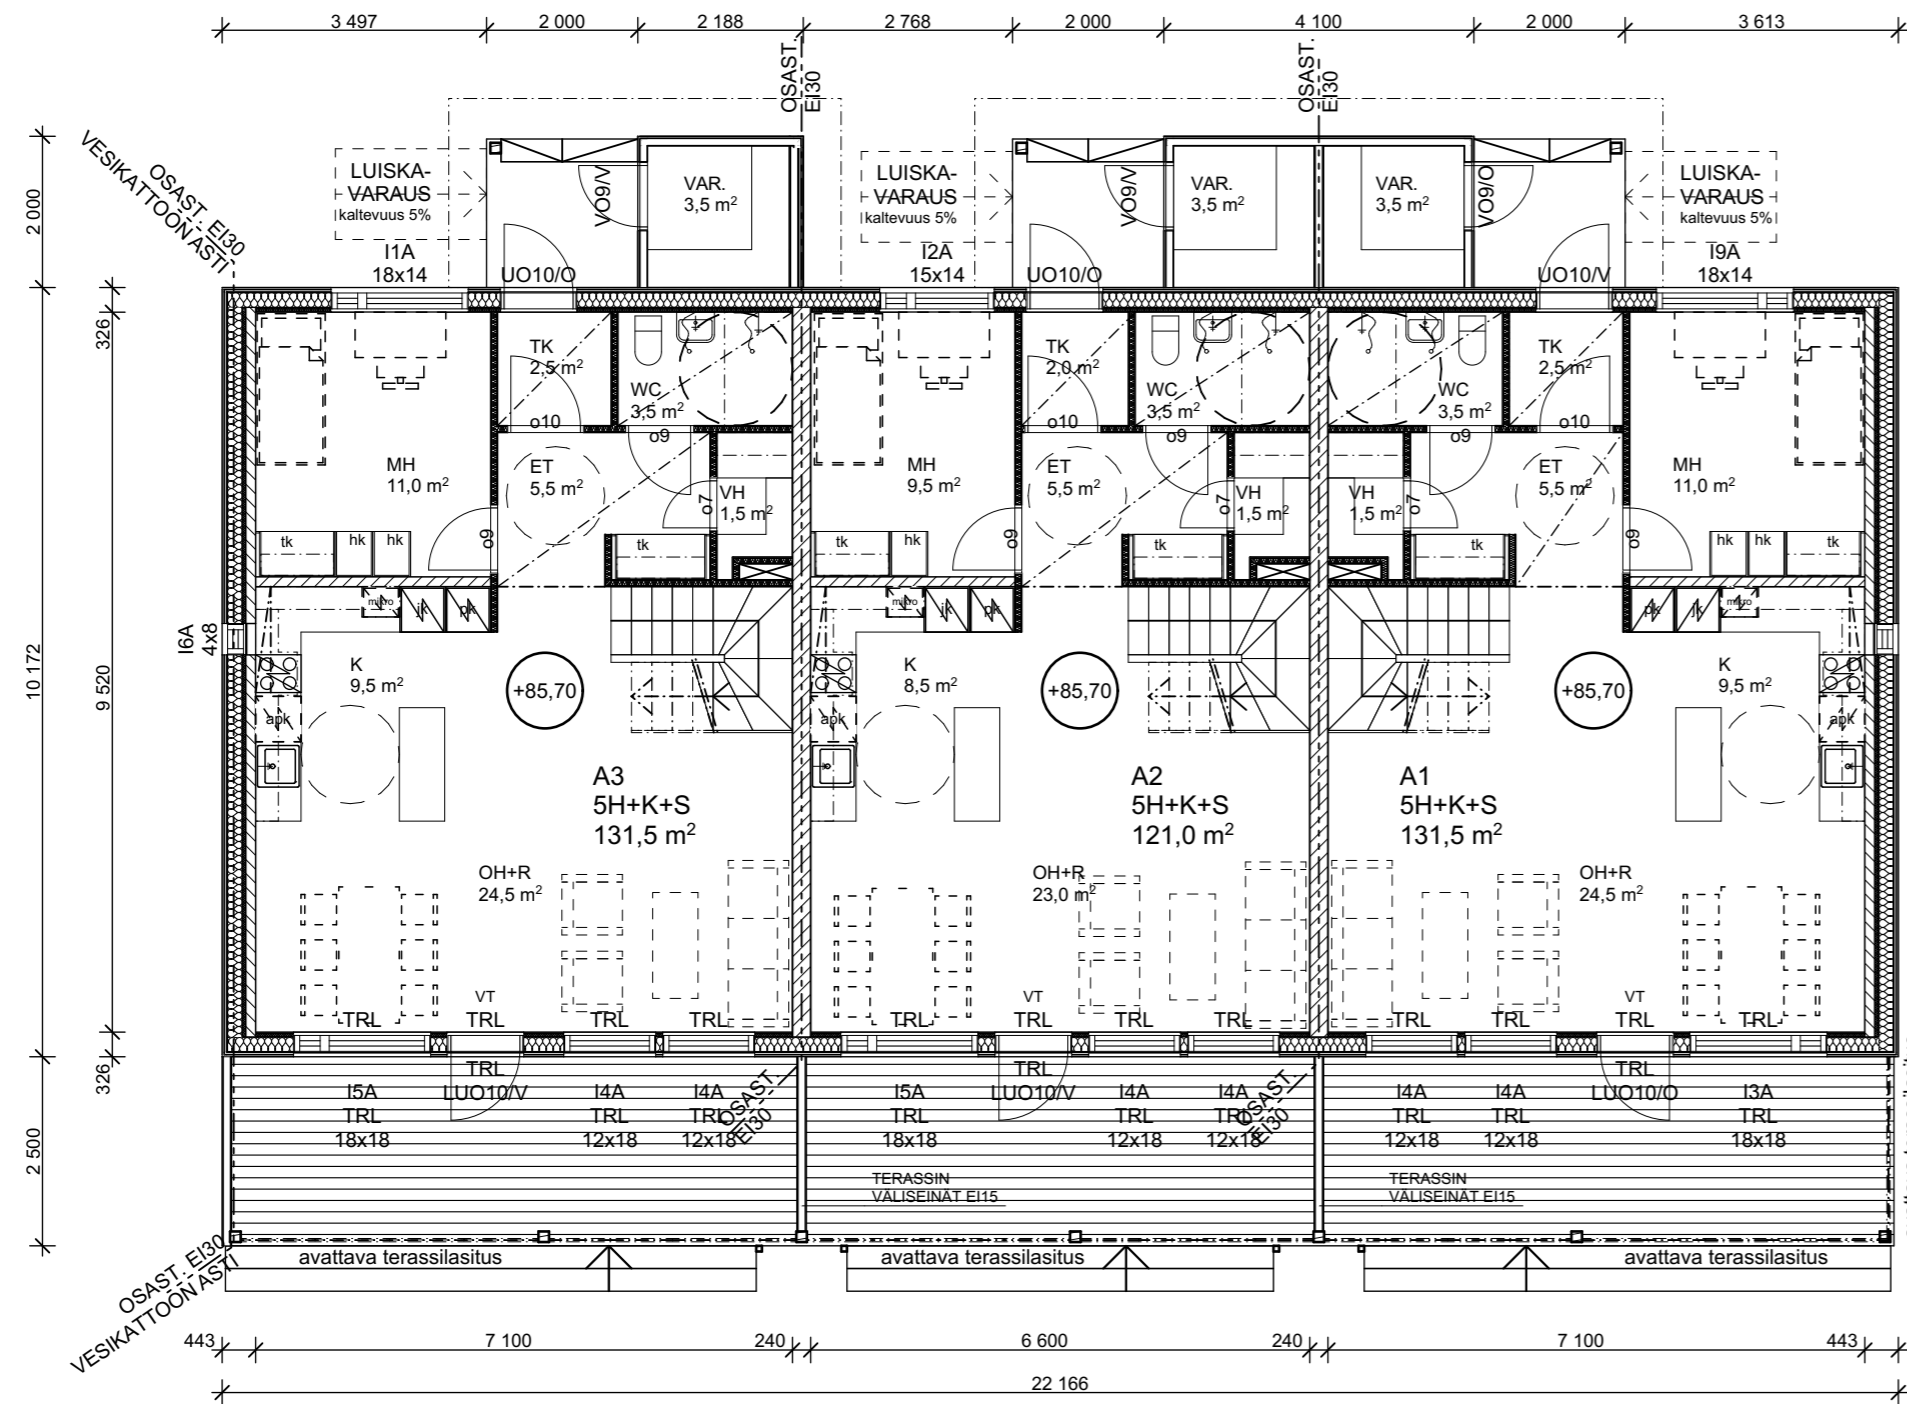 3 497
2 000
2 188
2 768
2 000
4 100
2 000
3 613
OSAST.
EI30
OSAST.
EI30
OSAST. EI30
VESIKATTOON ASTI
2 000
LUISKA-
VARAUS
kaltevuus 5%
VO9/V
VAR.
3,5 m²
LUISKA-
VARAUS
kaltevuus 5%
VO9/V
VAR.
3,5 m²
VAR.
3,5 m²
VO9/O
LUISKA-
VARAUS
kaltevuus 5%
I1A
18x14
UO10/O
I2A
15x14
UO10/O
UO10/V
I9A
18x14
326
10 172
9 520
326
2 500
TK
2,5 m²
WC
3,5 m²
o10
o9
MH
11,0 m²
ET
5,5 m²
VH
1,5 m²
o7
o9
tk
hk
hk
tk
TK
2,0 m²
WC
3,5 m²
o10
o9
MH
9,5 m²
ET
5,5 m²
VH
1,5 m²
o7
o9
tk
hk
tk
WC
3,5 m²
TK
2,5 m²
o9
o10
VH
1,5 m²
o7
ET
5,5 m²
MH
11,0 m²
o9
tk
hk
hk
tk
I6A
4x8
mikro
jk
pk
K
9,5 m²
+85,70
apk
mikro
jk
pk
K
8,5 m²
+85,70
apk
pk
jk
mikro
+85,70
K
9,5 m²
apk
A3
5H+K+S
131,5 m²
A2
5H+K+S
121,0 m²
A1
5H+K+S
131,5 m²
OH+R
24,5 m²
OH+R
23,0 m²
OH+R
24,5 m²
VT
VT
VT
TRL
TRL
TRL
TRL
TRL
TRL
TRL
TRL
TRL
TRL
TRL
TRL
TRL
LUO10/V
TRL
LUO10/V
TRL
LUO10/O
I5A
TRL
18x18
I4A
TRL
12x18
I4A
TRL
12x18
OSAST.
EI30
I5A
TRL
18x18
I4A
TRL
12x18
I4A
TRL
12x18
OSAST.
EI30
I4A
TRL
12x18
I4A
TRL
12x18
I3A
TRL
18x18
TERASSIN
VÄLISEINÄT EI15
TERASSIN
VÄLISEINÄT EI15
avattava terassilasitus
avattava terassilasitus
avattava terassilasitus
OSAST. EI30
VESIKATTOON ASTI
443
7 100
240
6 600
240
7 100
443
22 166